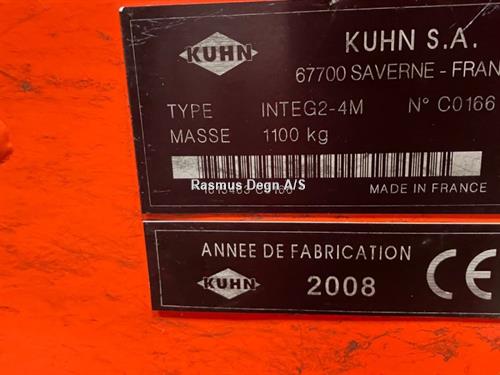 KUHN
KUHN S.A.
67700 SAVERNE - FRAN
TYPE INTEG2-4M N° C0166
MASSE 1100 kg
Rasmus Degn A/S
MADE IN FRANCE
ANNEE DE FABRICATION
KUHN
2008
CE